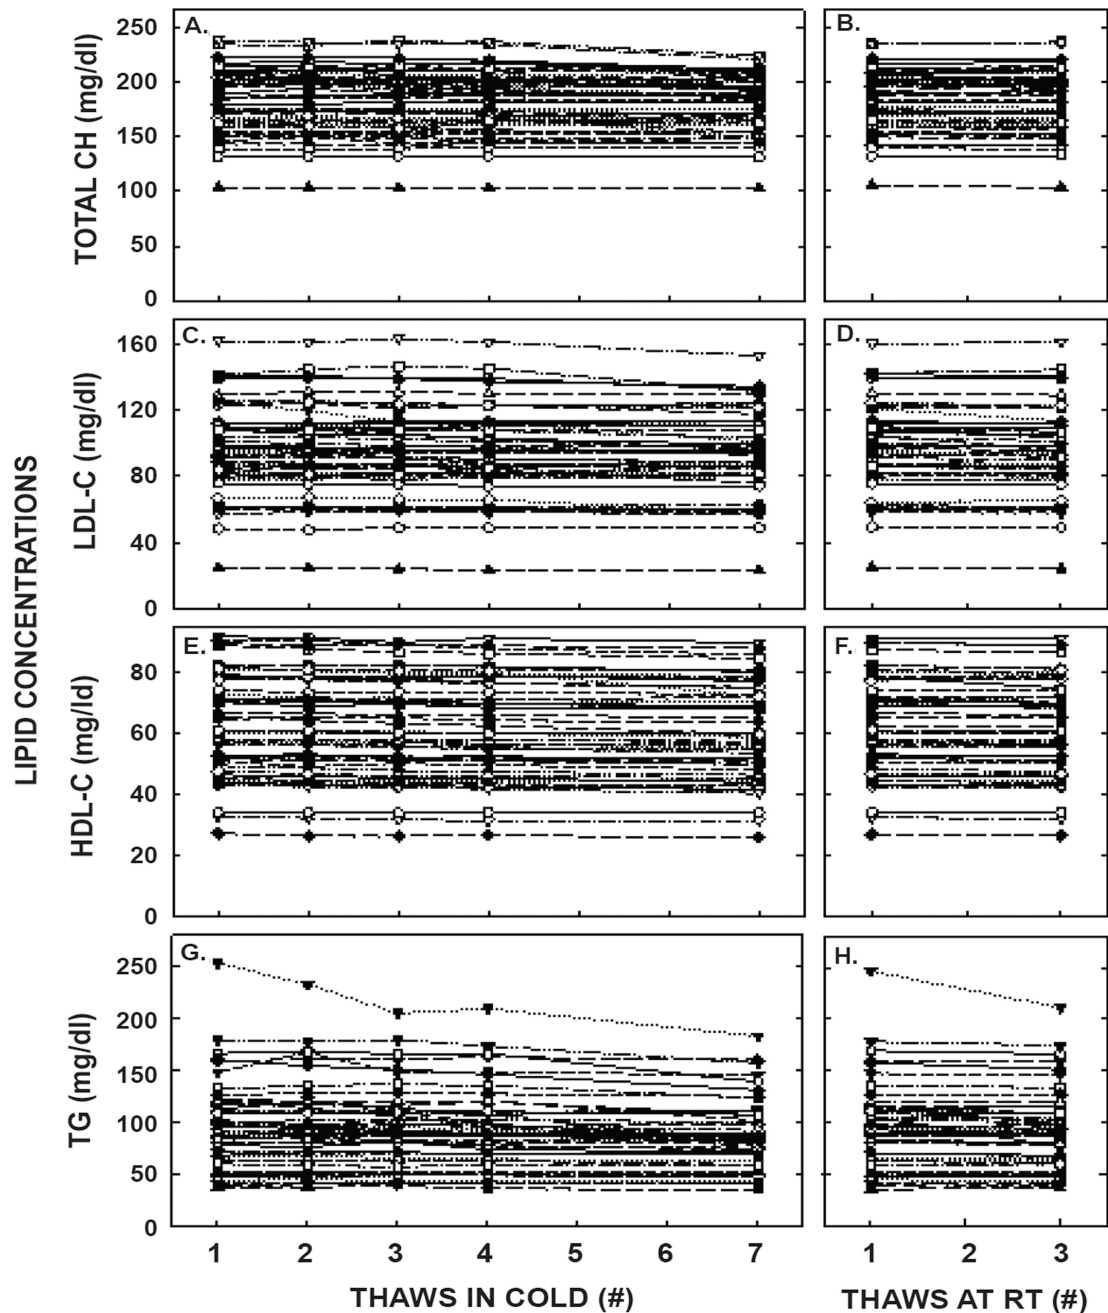 LIPID CONCENTRATIONS
TOTAL CH (mg/dl)
A.
B.
250
200
150
100
50
0
LDL-C (mg/dl)
C.
D.
160
120
80
40
0
HDL-C (mg/ld)
E.
F.
80
60
40
20
0
TG (mg/dl)
G.
H.
250
200
150
100
50
0
1 2 3 4 5 6 7
1 2 3
THAWS IN COLD (#)
THAWS AT RT (#)